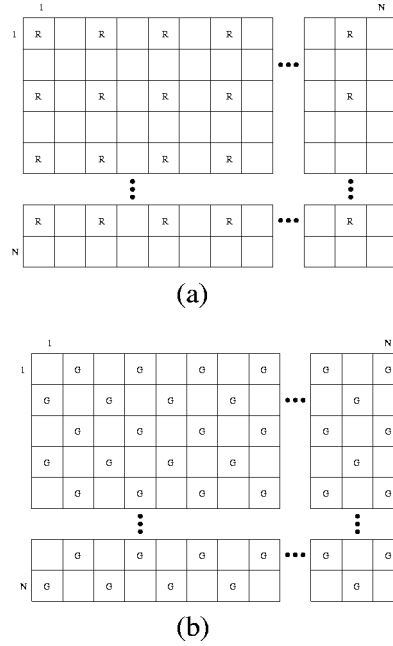 1 N
1 R R R R R
R R R R R
R R R R
R R R R R
N
(a)
1 N
1 G G G G G G
G G G G
G G G G G G
G G G G
G G G G G G
G G G G G G
N G G G G G
(b)